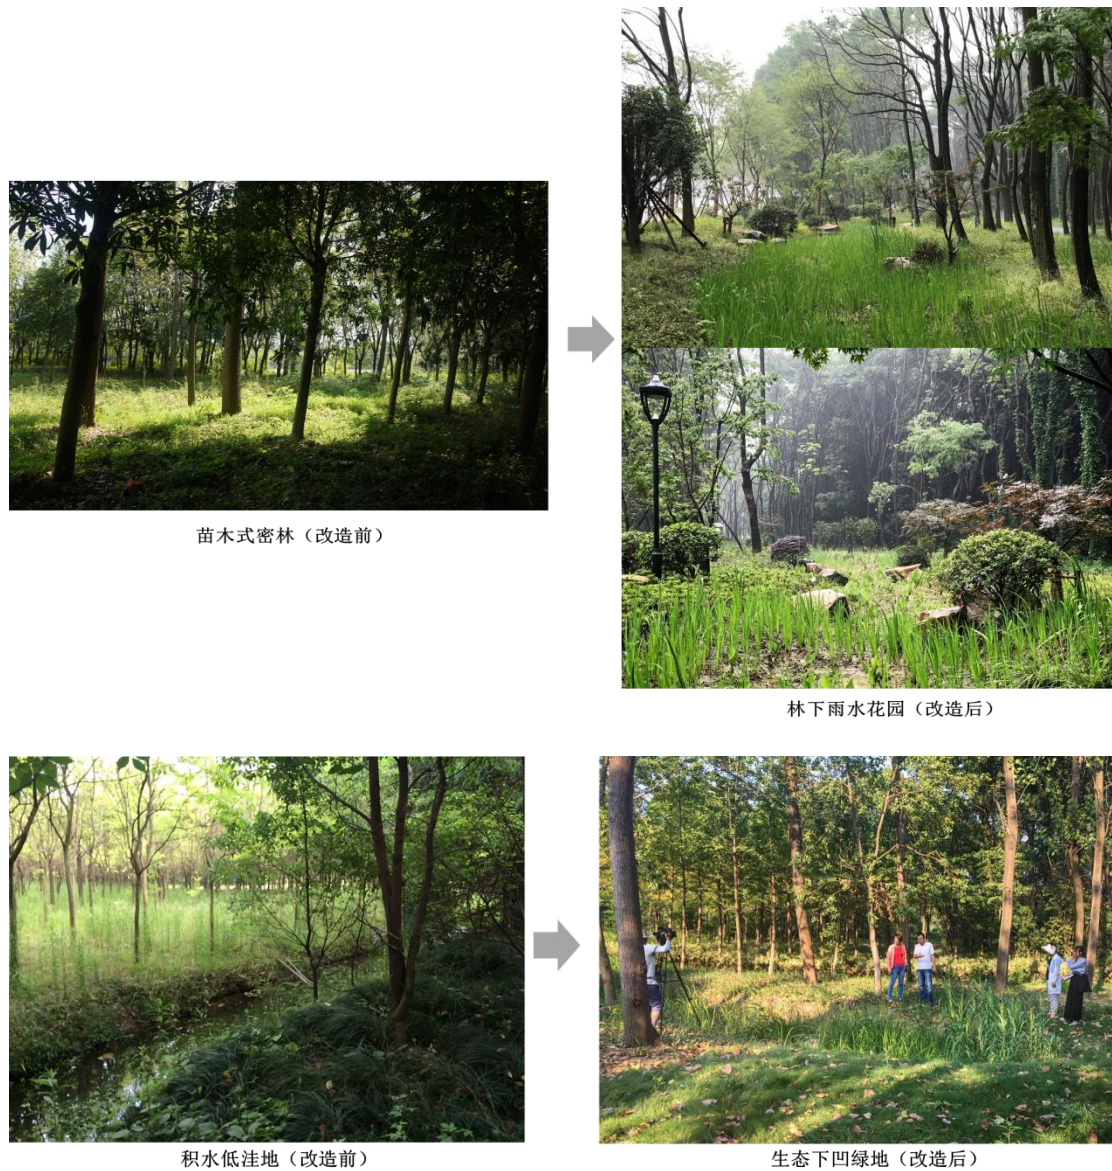 苗木式密林（改造前）
林下雨水花园（改造后）
积水低洼地（改造前）
生态下凹绿地（改造后）